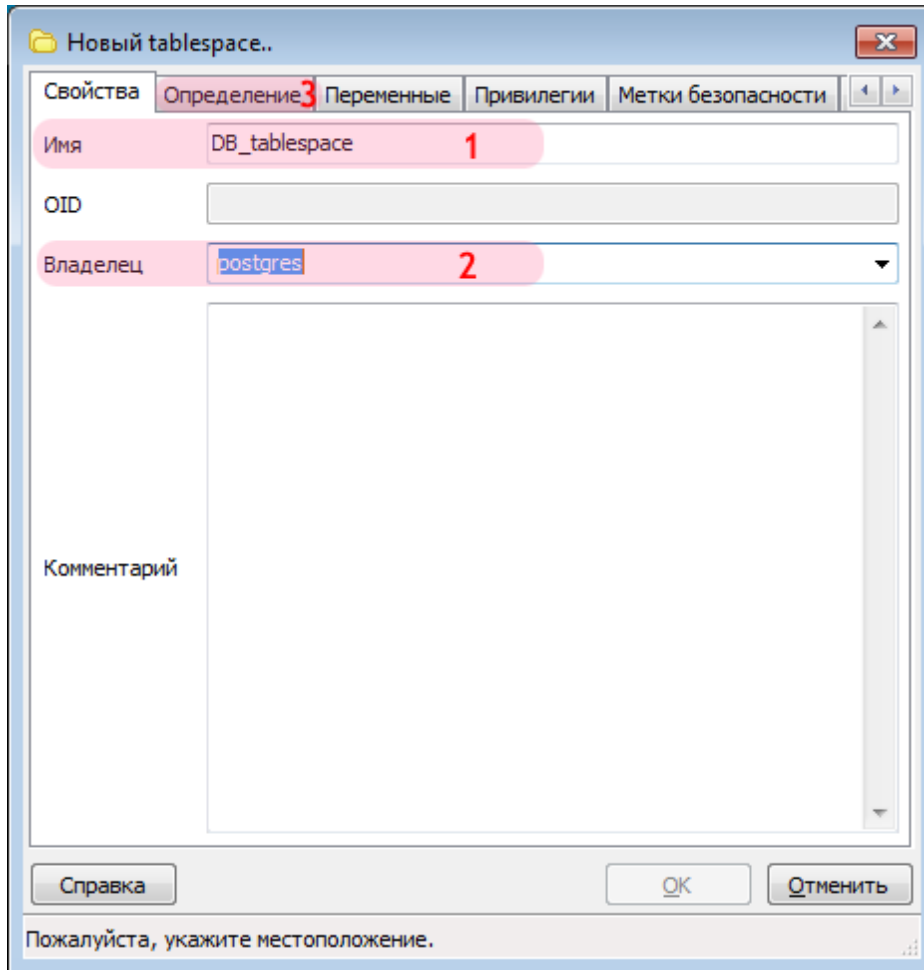 Новый tablespace..
Свойства Определение 3 Переменные Привилегии Метки безопасности
Имя DB_tablespace 1
OID
Владелец postgres 2
Комментарий
Справка OK Отменить
Пожалуйста, укажите местоположение.